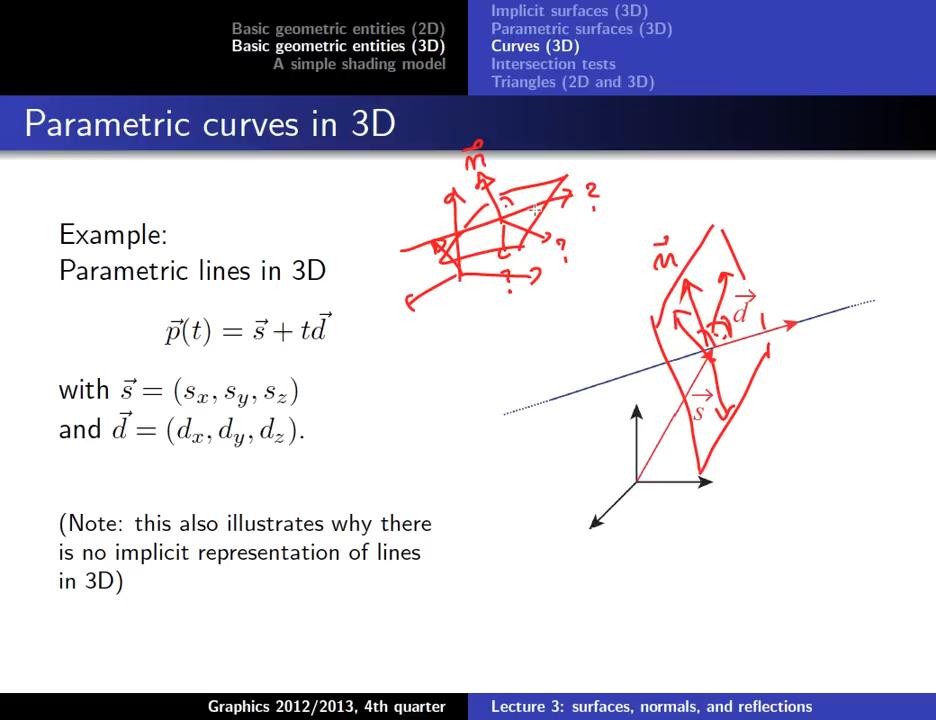 Basic geometric entities (2D)
Basic geometric entities (3D)
A simple shading model
Implicit surfaces (3D)
Parametric surfaces (3D)
Curves (3D)
Intersection tests
Triangles (2D and 3D)
Parametric curves in 3D
Example:
Parametric lines in 3D
p⃗(t) = s⃗ + td⃗
with s⃗ = (sₓ, s_y, s_z)
and d⃗ = (dₓ, d_y, d_z).
(Note: this also illustrates why there
is no implicit representation of lines
in 3D)
n⃗
?
?
?
n⃗
d⃗
s⃗
Graphics 2012/2013, 4th quarter
Lecture 3: surfaces, normals, and reflections